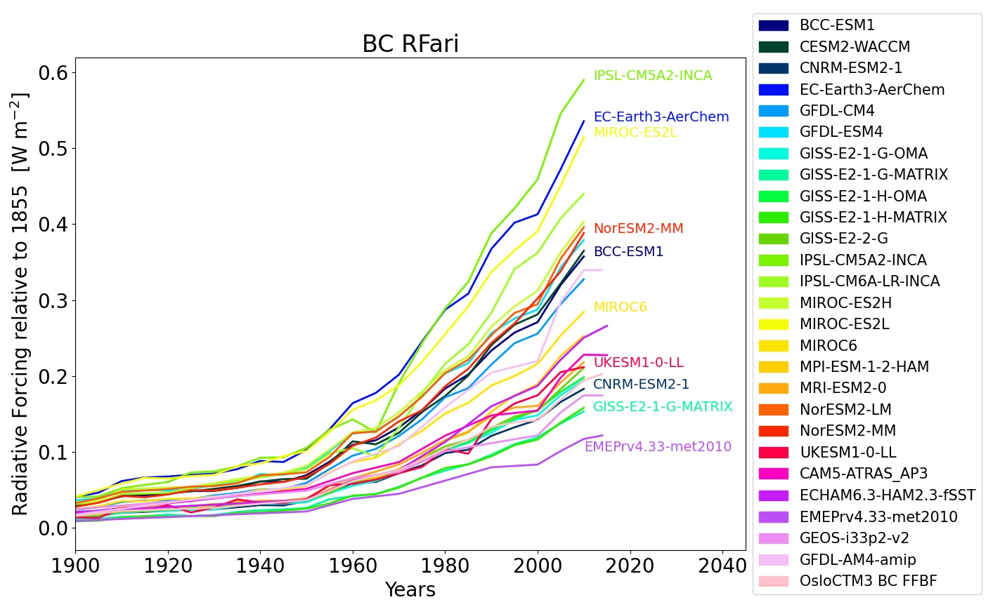 BC RFari
Radiative Forcing relative to 1855 [W m⁻²]
0.6
0.5
0.4
0.3
0.2
0.1
0.0
1900
1920
1940
1960
1980
2000
2020
2040
Years
IPSL-CM5A2-INCA
EC-Earth3-AerChem
MIROC-ES2L
NorESM2-MM
BCC-ESM1
MIROC6
UKESM1-0-LL
CNRM-ESM2-1
GISS-E2-1-G-MATRIX
EMEPrv4.33-met2010
BCC-ESM1
CESM2-WACCM
CNRM-ESM2-1
EC-Earth3-AerChem
GFDL-CM4
GFDL-ESM4
GISS-E2-1-G-OMA
GISS-E2-1-G-MATRIX
GISS-E2-1-H-OMA
GISS-E2-1-H-MATRIX
GISS-E2-2-G
IPSL-CM5A2-INCA
IPSL-CM6A-LR-INCA
MIROC-ES2H
MIROC-ES2L
MIROC6
MPI-ESM-1-2-HAM
MRI-ESM2-0
NorESM2-LM
NorESM2-MM
UKESM1-0-LL
CAM5-ATRAS_AP3
ECHAM6.3-HAM2.3-fSST
EMEPrv4.33-met2010
GEOS-i33p2-v2
GFDL-AM4-amip
OsloCTM3 BC FFBF